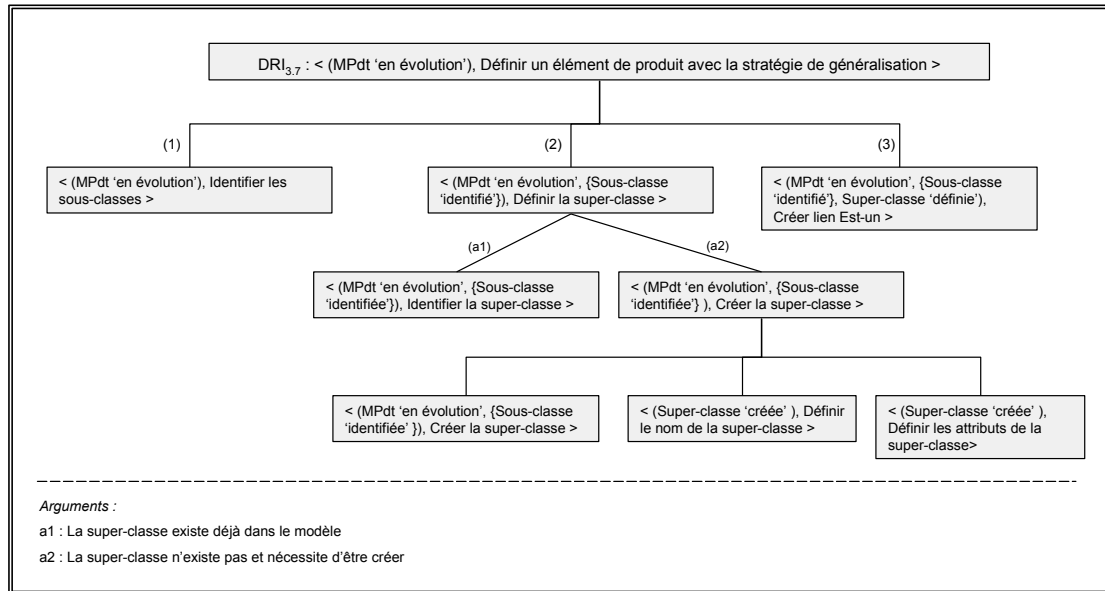 DRI3.7 : < (MPdt ‘en évolution’), Définir un élément de produit avec la stratégie de généralisation >
(1)
(2)
(3)
< (MPdt ‘en évolution’), Identifier les
sous-classes >
< (MPdt ‘en évolution’, {Sous-classe
‘identifié’}), Définir la super-classe >
< (MPdt ‘en évolution’, {Sous-classe
‘identifié’}, Super-classe ‘définie’),
Créer lien Est-un >
(a1)
(a2)
< (MPdt ‘en évolution’, {Sous-classe
‘identifiée’}), Identifier la super-classe >
< (MPdt ‘en évolution’, {Sous-classe
‘identifiée’} ), Créer la super-classe >
< (MPdt ‘en évolution’, {Sous-classe
‘identifiée’ }), Créer la super-classe >
< (Super-classe ‘créée’ ), Définir
le nom de la super-classe >
< (Super-classe ‘créée’ ),
Définir les attributs de la
super-classe>
Arguments :
a1 : La super-classe existe déjà dans le modèle
a2 : La super-classe n’existe pas et nécessite d’être créer